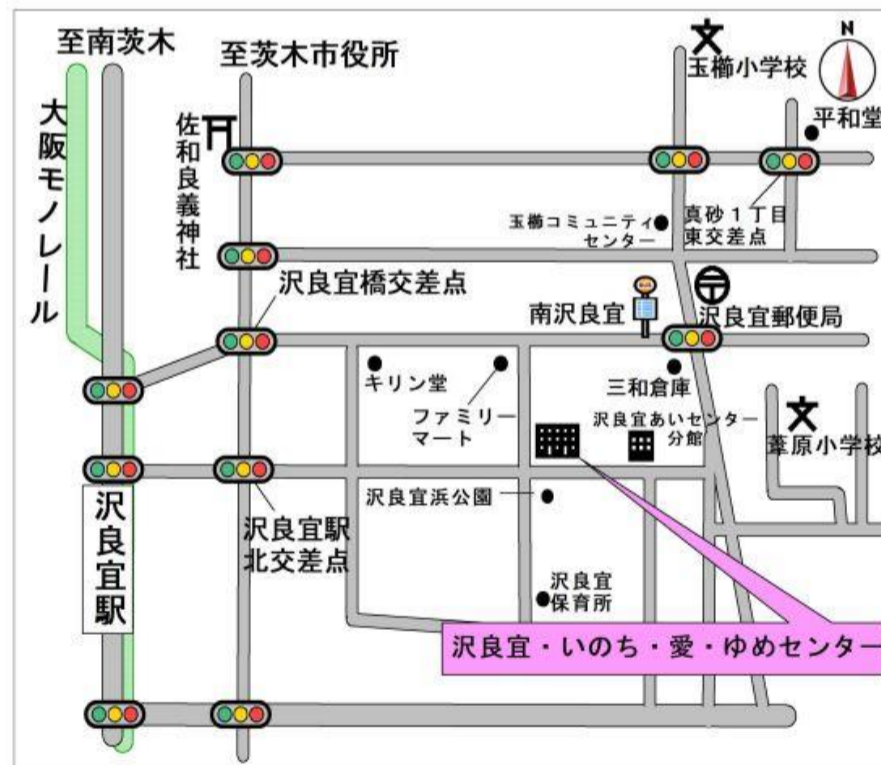 至南茨木
至茨木市役所
玉櫛小学校
N
平和堂
大阪モノレール
佐和良義神社
玉櫛コミュニティ
センター
真砂１丁目
東交差点
沢良宜橋交差点
南沢良宜
沢良宜郵便局
キリン堂
ファミリー
マート
三和倉庫
沢良宜あいセンター
分館
葦原小学校
沢良宜浜公園
沢良宜駅
沢良宜駅
北交差点
沢良宜
保育所
沢良宜・いのち・愛・ゆめセンター